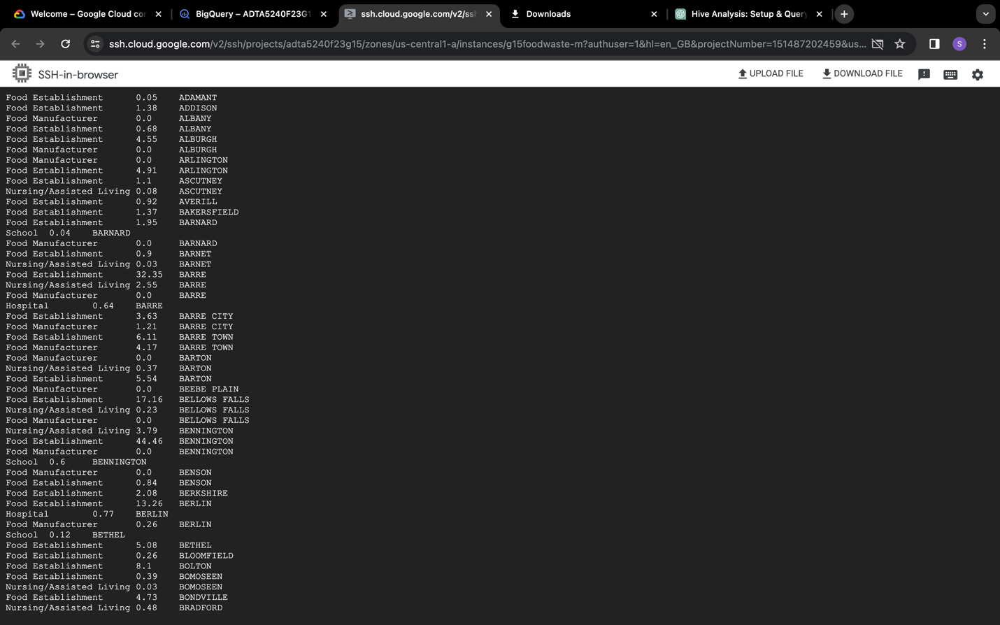 Welcome – Google Cloud con
BigQuery – ADTA5240F23G1
ssh.cloud.google.com/v2/ssh
Downloads
Hive Analysis: Setup & Query
ssh.cloud.google.com/v2/ssh/projects/adta5240f23g15/zones/us-central1-a/instances/g15foodwaste-m?authuser=1&hl=en_GB&projectNumber=151487202459&us...
S
SSH-in-browser
UPLOAD FILE
DOWNLOAD FILE
Food Establishment 0.05 ADAMANT
Food Establishment 1.38 ADDISON
Food Manufacturer 0.0 ALBANY
Food Establishment 0.68 ALBANY
Food Establishment 4.55 ALBURGH
Food Manufacturer 0.0 ALBURGH
Food Manufacturer 0.0 ARLINGTON
Food Establishment 4.91 ARLINGTON
Food Establishment 1.1 ASCUTNEY
Nursing/Assisted Living 0.08 ASCUTNEY
Food Establishment 0.92 AVERILL
Food Establishment 1.37 BAKERSFIELD
Food Establishment 1.95 BARNARD
School 0.04 BARNARD
Food Manufacturer 0.0 BARNARD
Food Establishment 0.9 BARNET
Nursing/Assisted Living 0.03 BARNET
Food Establishment 32.35 BARRE
Nursing/Assisted Living 2.55 BARRE
Food Manufacturer 0.0 BARRE
Hospital 0.64 BARRE
Food Establishment 3.63 BARRE CITY
Food Manufacturer 1.21 BARRE CITY
Food Establishment 6.11 BARRE TOWN
Food Manufacturer 4.17 BARRE TOWN
Food Manufacturer 0.0 BARTON
Nursing/Assisted Living 0.37 BARTON
Food Establishment 5.54 BARTON
Food Manufacturer 0.0 BEEBE PLAIN
Food Establishment 17.16 BELLOWS FALLS
Nursing/Assisted Living 0.23 BELLOWS FALLS
Food Manufacturer 0.0 BELLOWS FALLS
Nursing/Assisted Living 3.79 BENNINGTON
Food Establishment 44.46 BENNINGTON
Food Manufacturer 0.0 BENNINGTON
School 0.6 BENNINGTON
Food Manufacturer 0.0 BENSON
Food Establishment 0.84 BENSON
Food Establishment 2.08 BERKSHIRE
Food Establishment 13.26 BERLIN
Hospital 0.77 BERLIN
Food Manufacturer 0.26 BERLIN
School 0.12 BETHEL
Food Establishment 5.08 BETHEL
Food Establishment 0.26 BLOOMFIELD
Food Establishment 8.1 BOLTON
Food Establishment 0.39 BOMOSEEN
Nursing/Assisted Living 0.03 BOMOSEEN
Food Establishment 4.73 BONDVILLE
Nursing/Assisted Living 0.48 BRADFORD